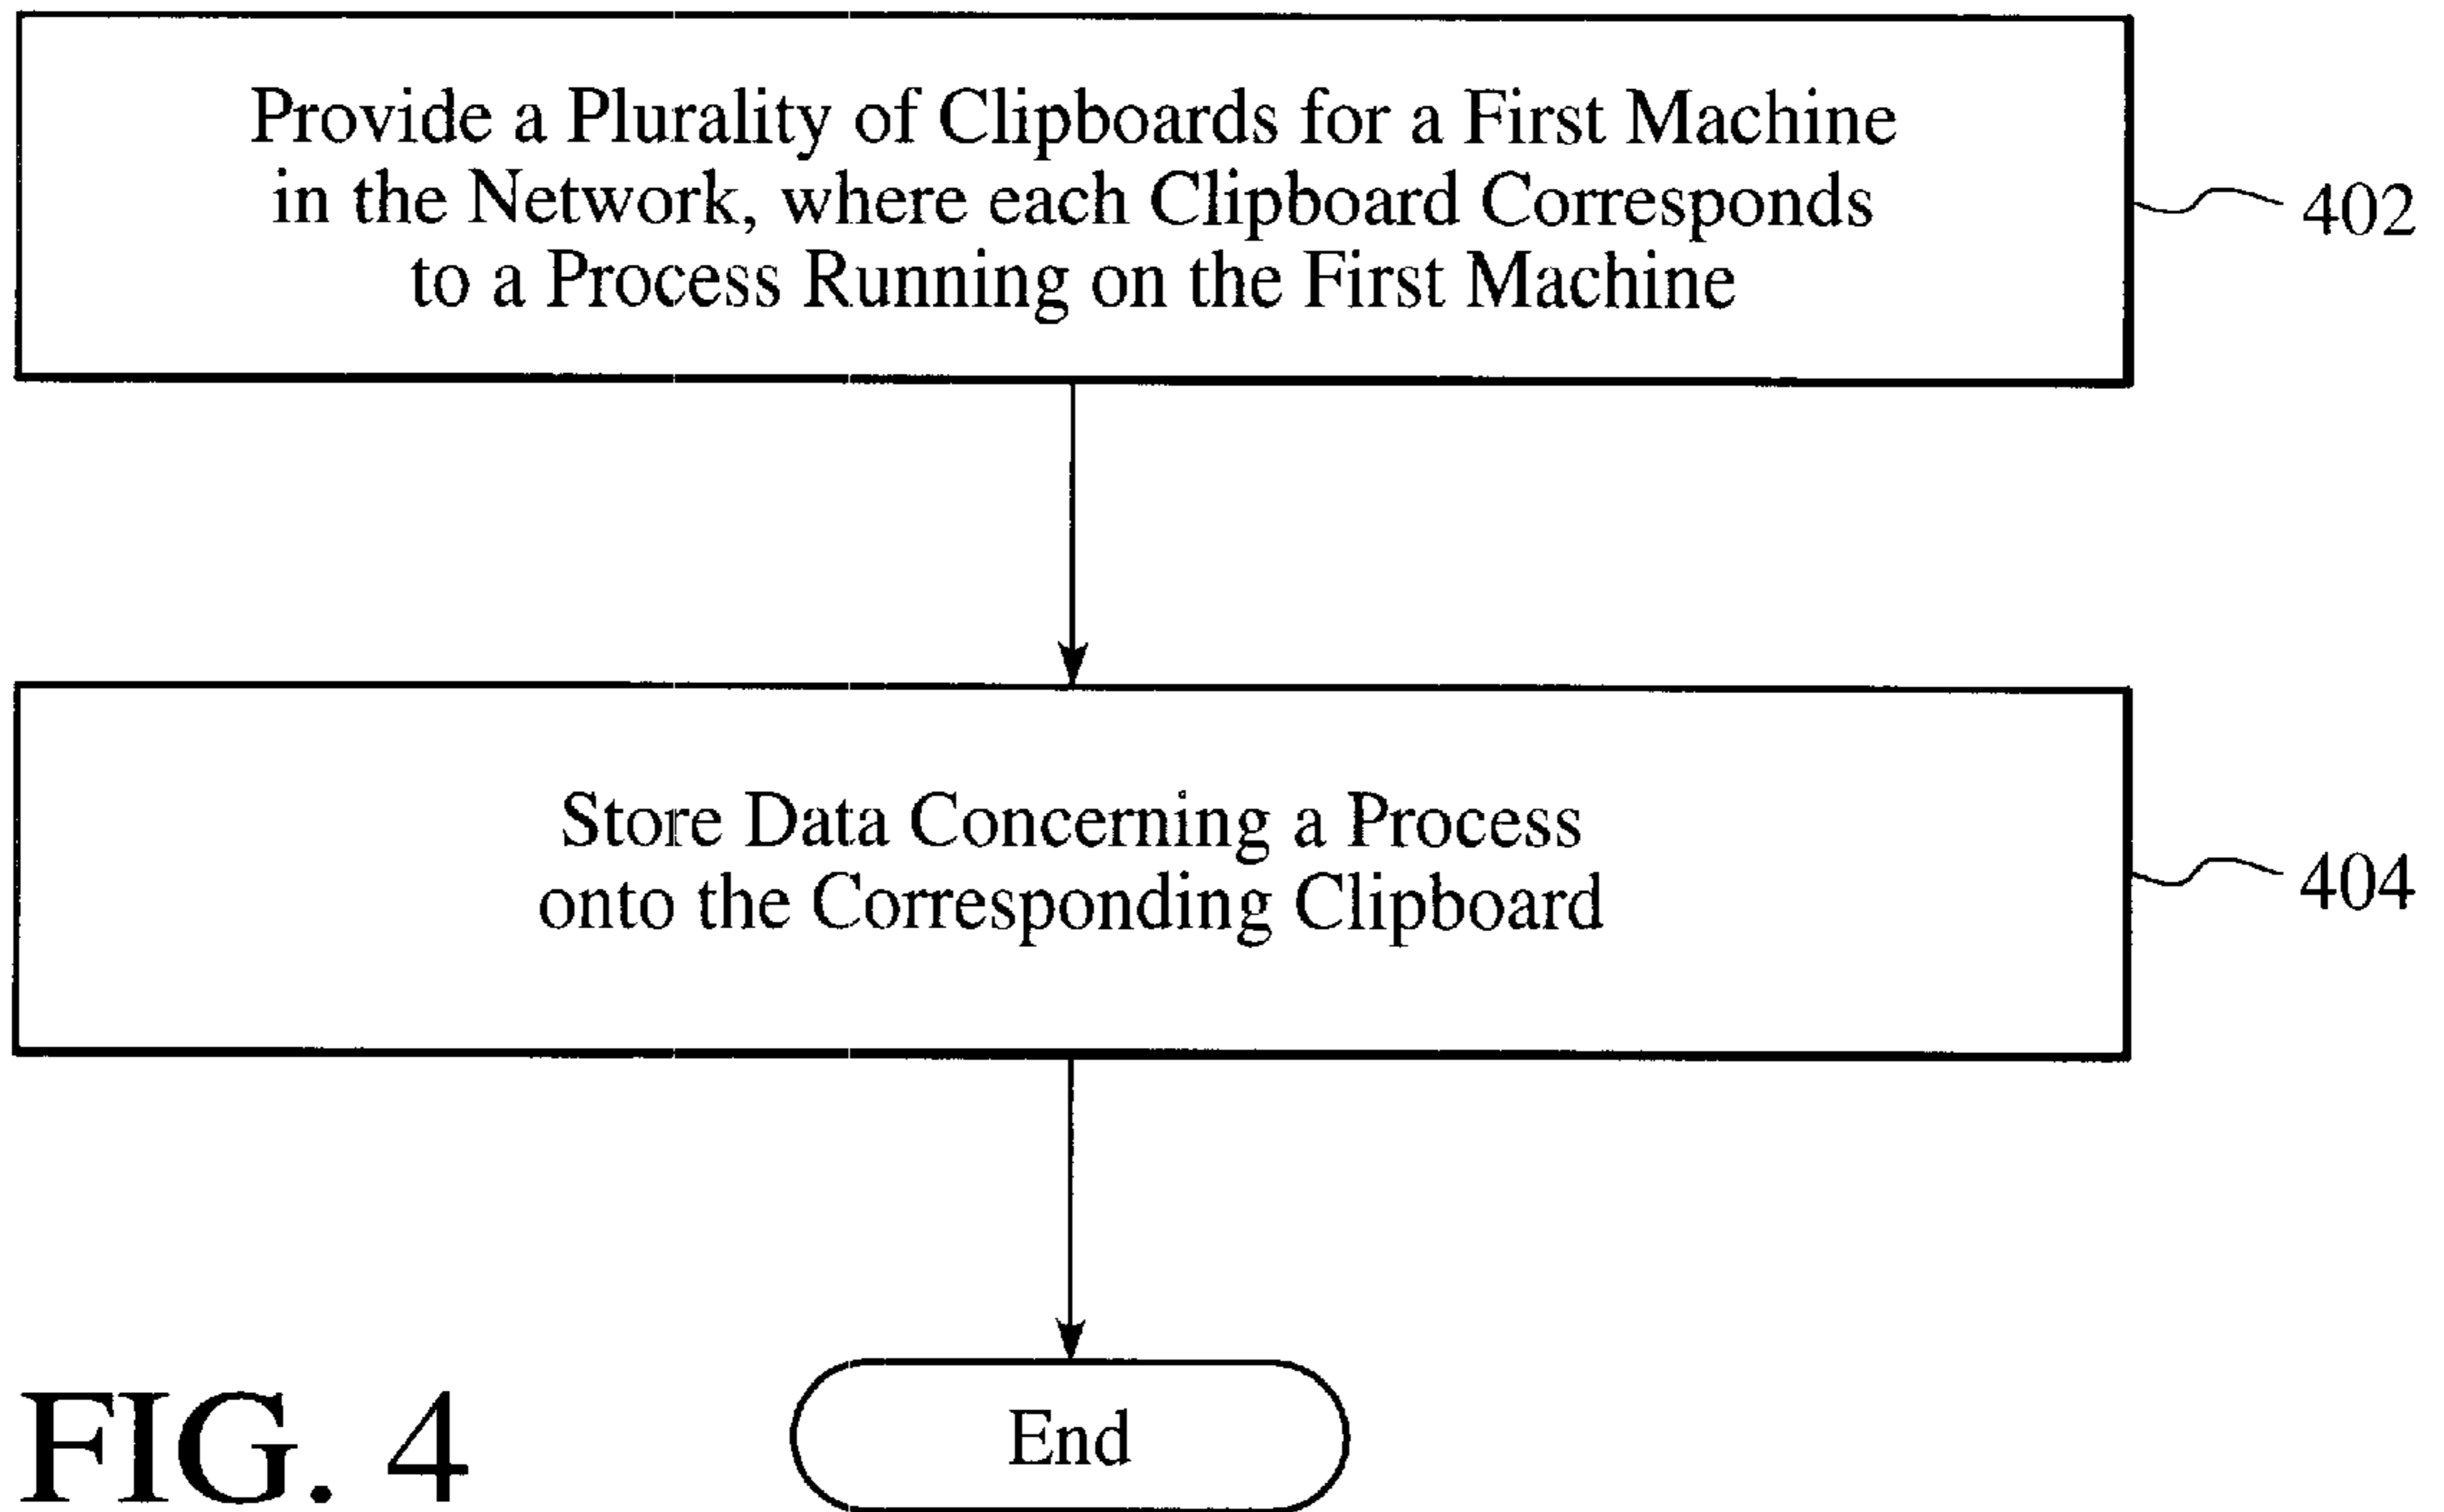 Provide a Plurality of Clipboards for a First Machine
in the Network, where each Clipboard Corresponds
to a Process Running on the First Machine
402
Store Data Concerning a Process
onto the Corresponding Clipboard
404
End
FIG. 4